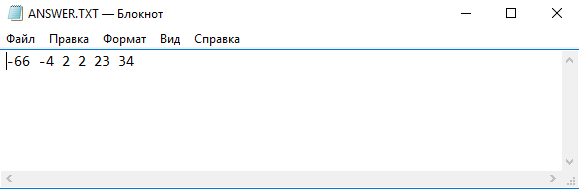 ANSWER.TXT — Блокнот
Файл Правка Формат Вид Справка
-66 -4 2 2 23 34